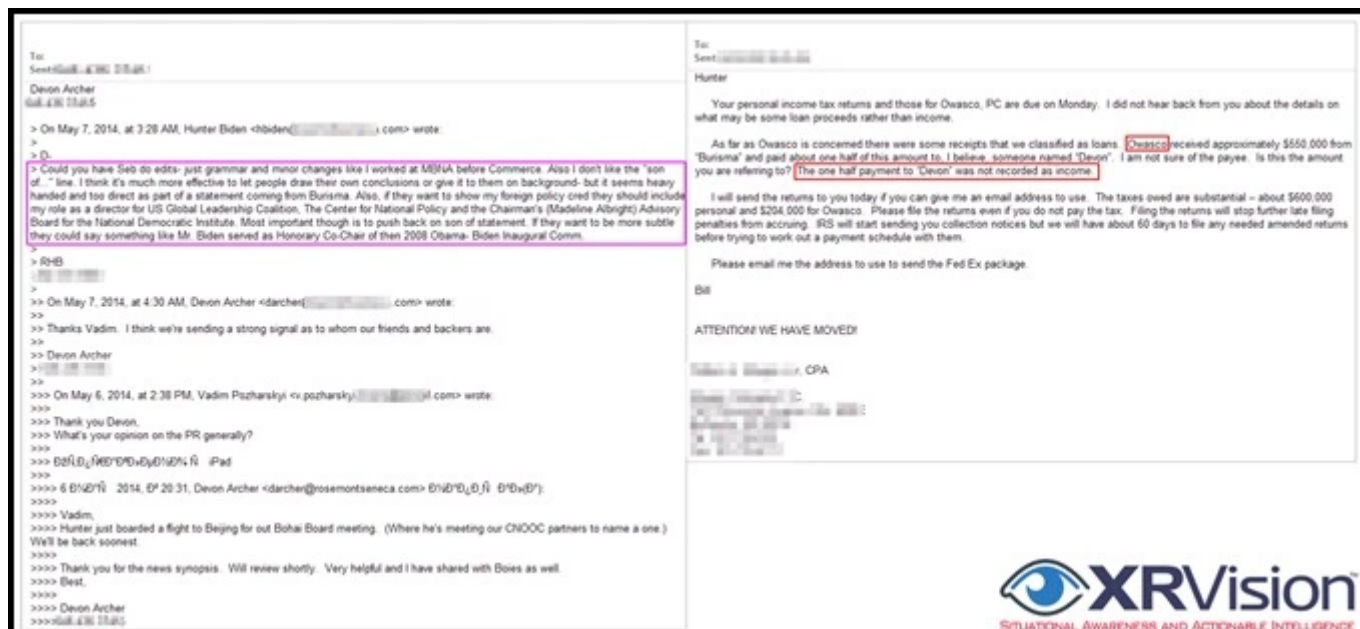 To:
Sent:
Devon Archer
> On May 7, 2014, at 3:28 AM, Hunter Biden <hbiden .com> wrote:
>
> D-
> Could you have Seb do edits- just grammar and minor changes like I worked at MBNA before Commerce. Also I don't like the "son
of..." line. I think it's much more effective to let people draw their own conclusions or give it to them on background- but it seems heavy
handed and too direct as part of a statement coming from Burisma. Also, if they want to show my foreign policy cred they should include
my role as a director for US Global Leadership Coalition, The Center for National Policy and the Chairman's (Madeline Albright) Advisory
Board for the National Democratic Institute. Most important though is to push back on son of statement. If they want to be more subtle
they could say something like Mr. Biden served as Honorary Co-Chair of then 2008 Obama- Biden Inaugural Comm.
>
> RHB
>
>> On May 7, 2014, at 4:30 AM, Devon Archer <darcher .com> wrote:
>>
>> Thanks Vadim. I think we're sending a strong signal as to whom our friends and backers are.
>>
>> Devon Archer
>
>>
>>> On May 6, 2014, at 2:38 PM, Vadim Pozharskyi <v.pozharskyi .com> wrote:
>>>
>>> Thank you Devon,
>>> What's your opinion on the PR generally?
>>>
>>> iPad
>>>
>>>> 6 2014, 20:31, Devon Archer <darcher@rosemontseneca.com>
>>>>
>>>> Vadim,
>>>> Hunter just boarded a flight to Beijing for out Bohai Board meeting. (Where he's meeting our CNOOC partners to name a one.)
We'll be back soonest.
>>>>
>>>> Thank you for the news synopsis. Will review shortly. Very helpful and I have shared with Boies as well.
>>>> Best,
>>>>
>>>> Devon Archer
>>>>
To:
Sent:
Hunter
Your personal income tax returns and those for Owasco, PC are due on Monday. I did not hear back from you about the details on
what may be some loan proceeds rather than income.
As far as Owasco is concerned there were some receipts that we classified as loans. Owasco received approximately $550,000 from
"Burisma" and paid about one half of this amount to, I believe, someone named "Devon". I am not sure of the payee. Is this the amount
you are referring to? The one half payment to "Devon" was not recorded as income.
I will send the returns to you today if you can give me an email address to use. The taxes owed are substantial – about $600,000
personal and $204,000 for Owasco. Please file the returns even if you do not pay the tax. Filing the returns will stop further late filing
penalties from accruing. IRS will start sending you collection notices but we will have about 60 days to file any needed amended returns
before trying to work out a payment schedule with them.
Please email me the address to use to send the Fed Ex package.
Bill
ATTENTION! WE HAVE MOVED!
, CPA
XRVision
SITUATIONAL AWARENESS AND ACTIONABLE INTELLIGENCE